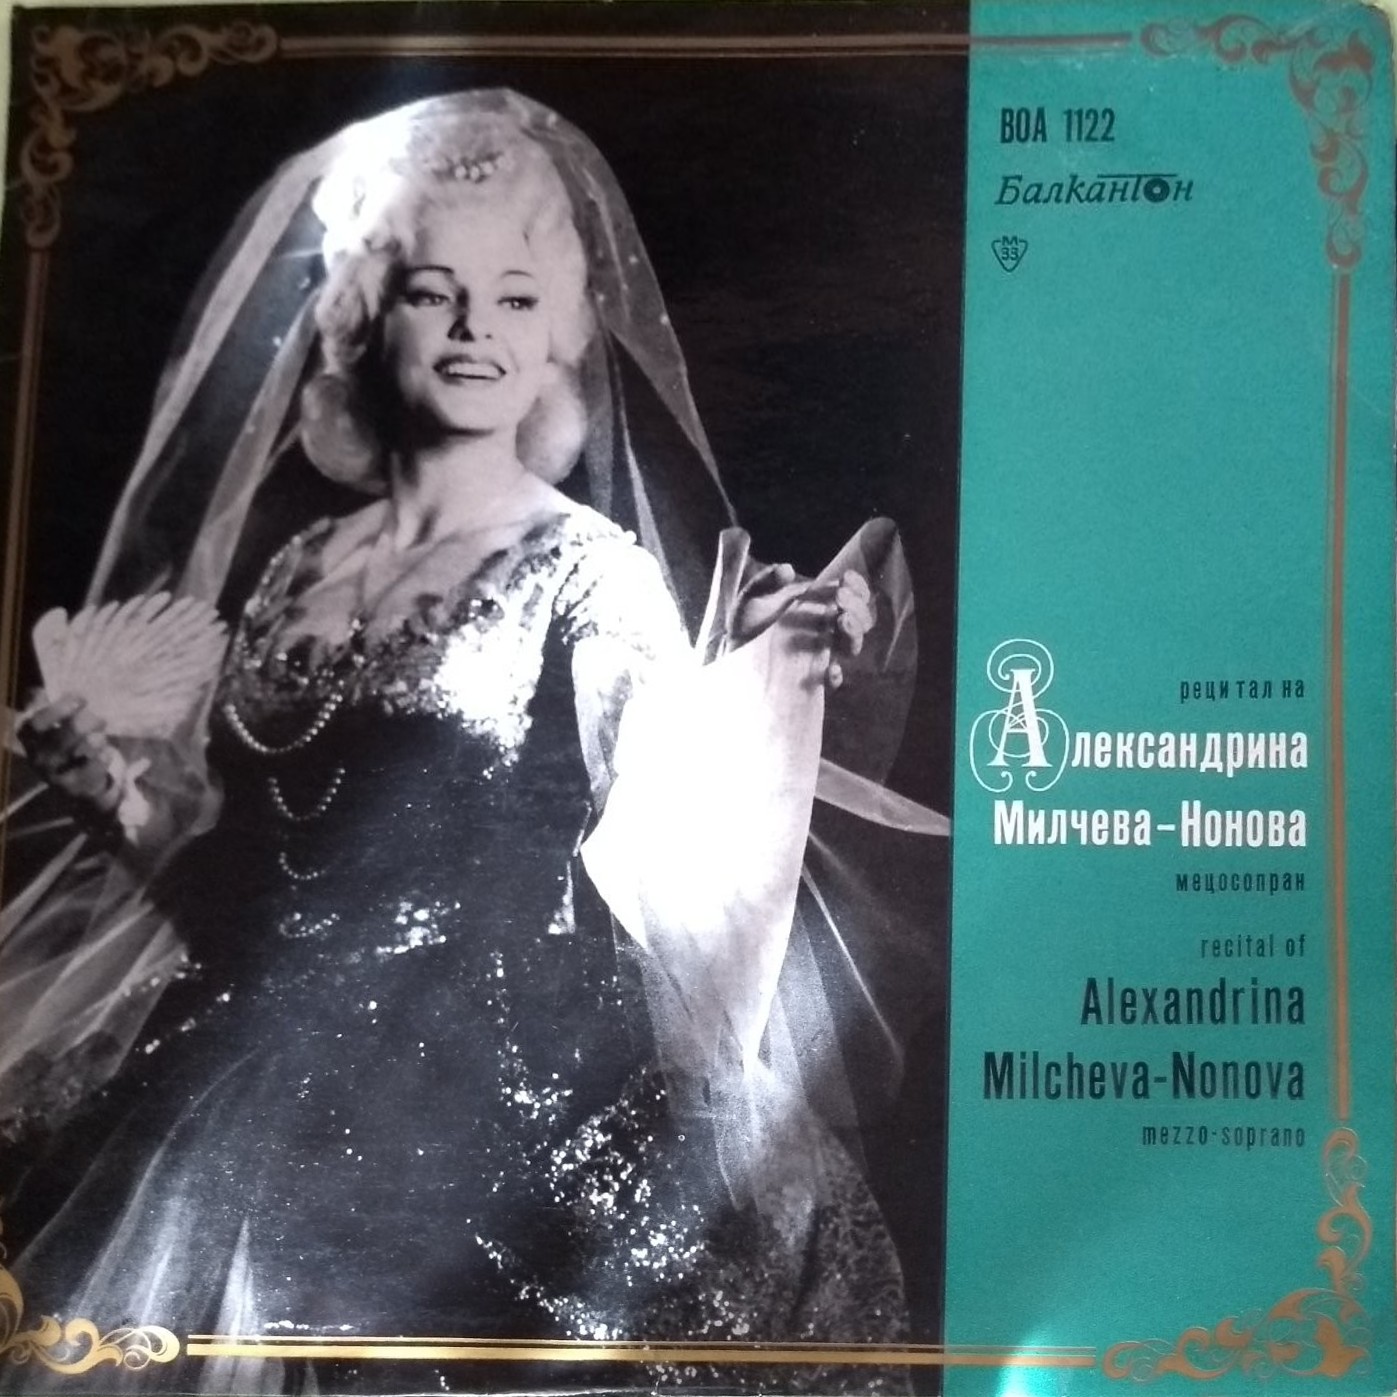 ВОА 1122
Балкантон
М
33
рецитал на
Александрина
Милчева-Нонова
мецосопран
recital of
Alexandrina
Milcheva-Nonova
mezzo-soprano